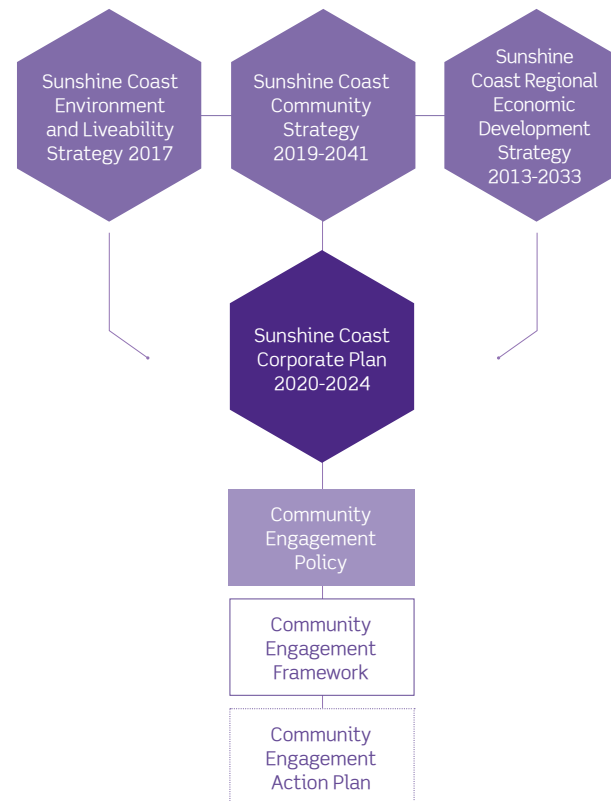 Sunshine Coast
Environment
and Liveability
Strategy 2017
Sunshine Coast
Community
Strategy
2019-2041
Sunshine
Coast Regional
Economic
Development
Strategy
2013-2033
Sunshine Coast
Corporate Plan
2020-2024
Community
Engagement
Policy
Community
Engagement
Framework
Community
Engagement
Action Plan